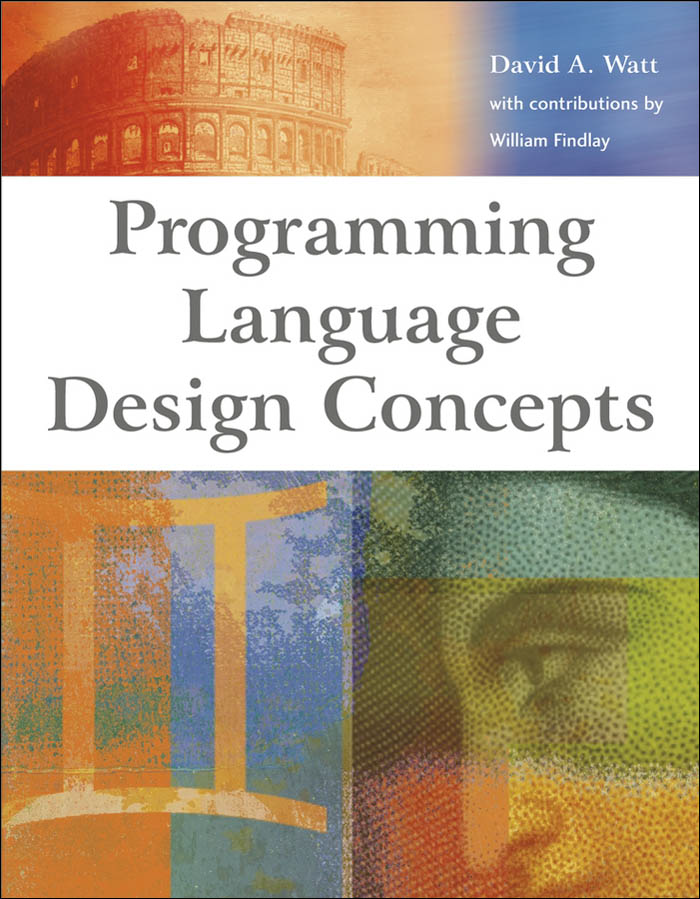 David A. Watt
with contributions by
William Findlay
Programming
Language
Design Concepts